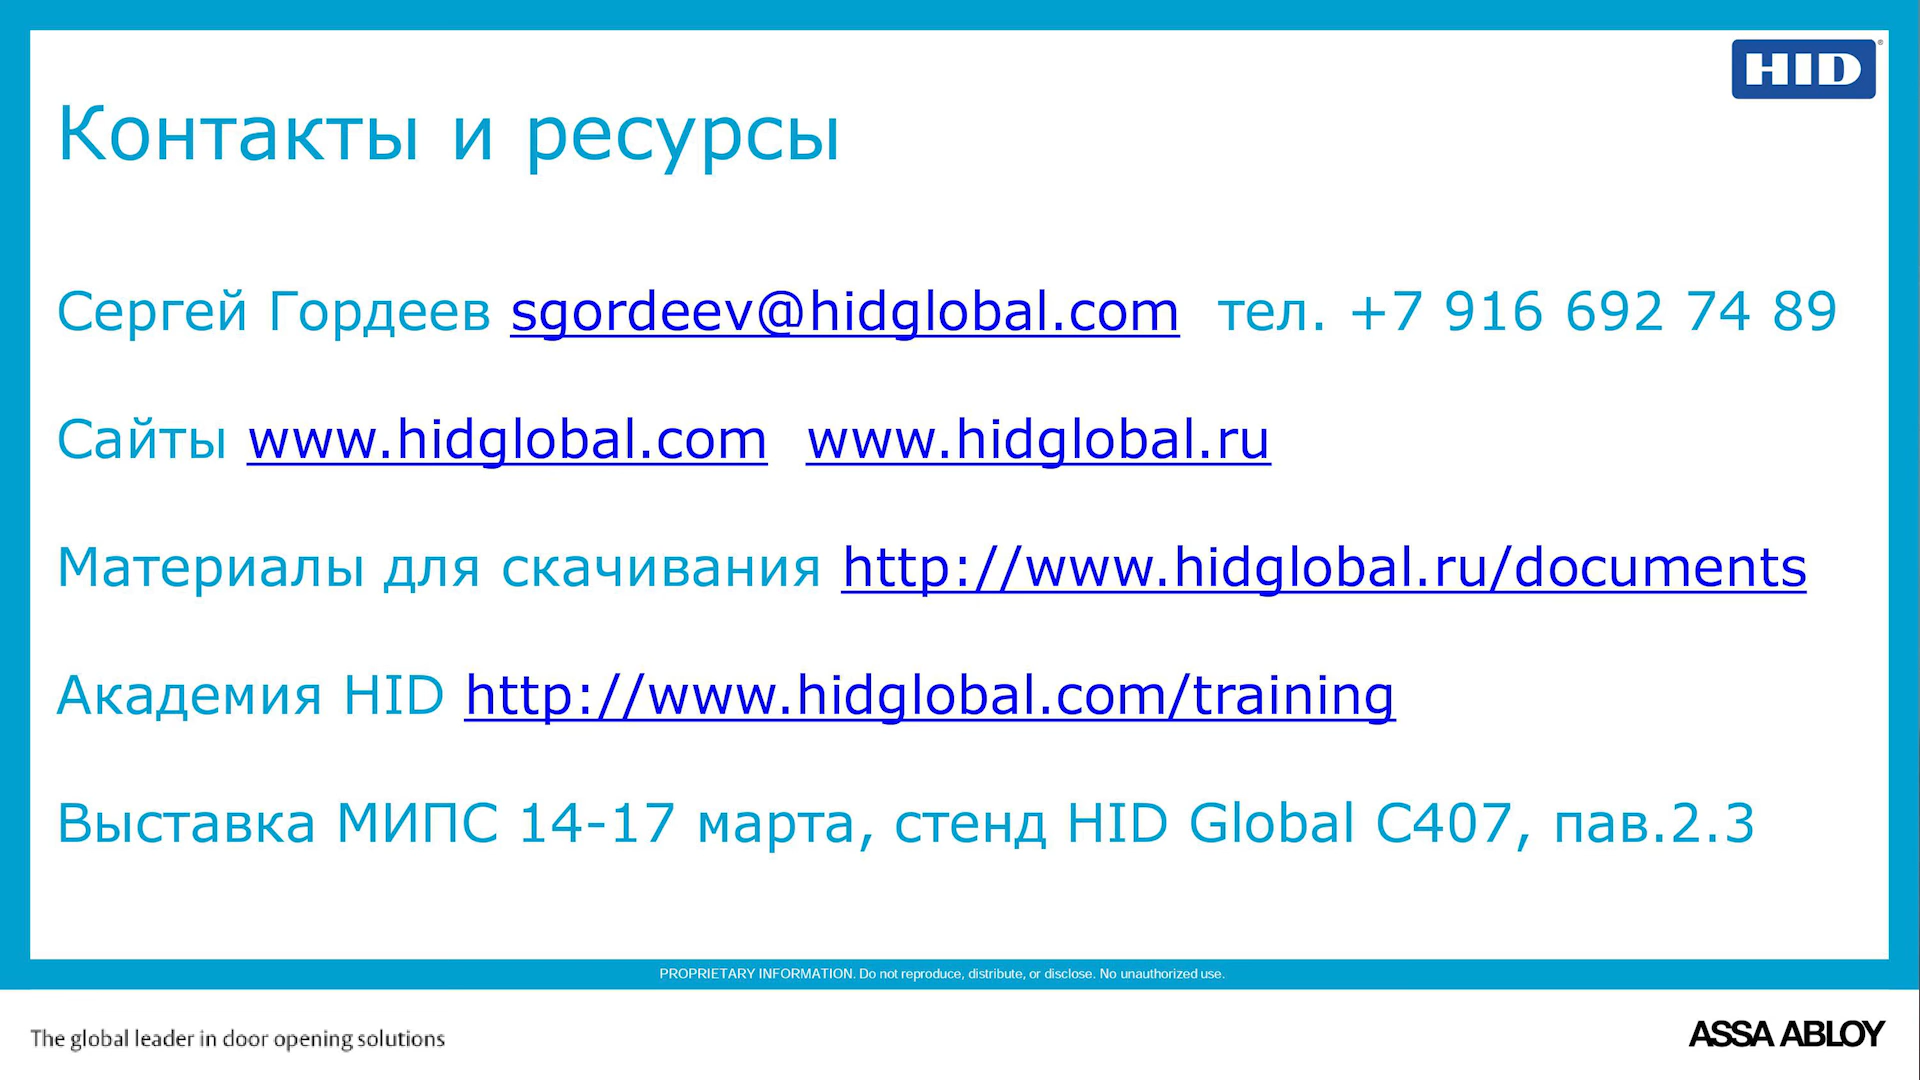 HID®
Контакты и ресурсы
Сергей Гордеев sgordeev@hidglobal.com тел. +7 916 692 74 89
Сайты www.hidglobal.com www.hidglobal.ru
Материалы для скачивания http://www.hidglobal.ru/documents
Академия HID http://www.hidglobal.com/training
Выставка МИПС 14-17 марта, стенд HID Global C407, пав.2.3
PROPRIETARY INFORMATION. Do not reproduce, distribute, or disclose. No unauthorized use.
The global leader in door opening solutions
ASSA ABLOY